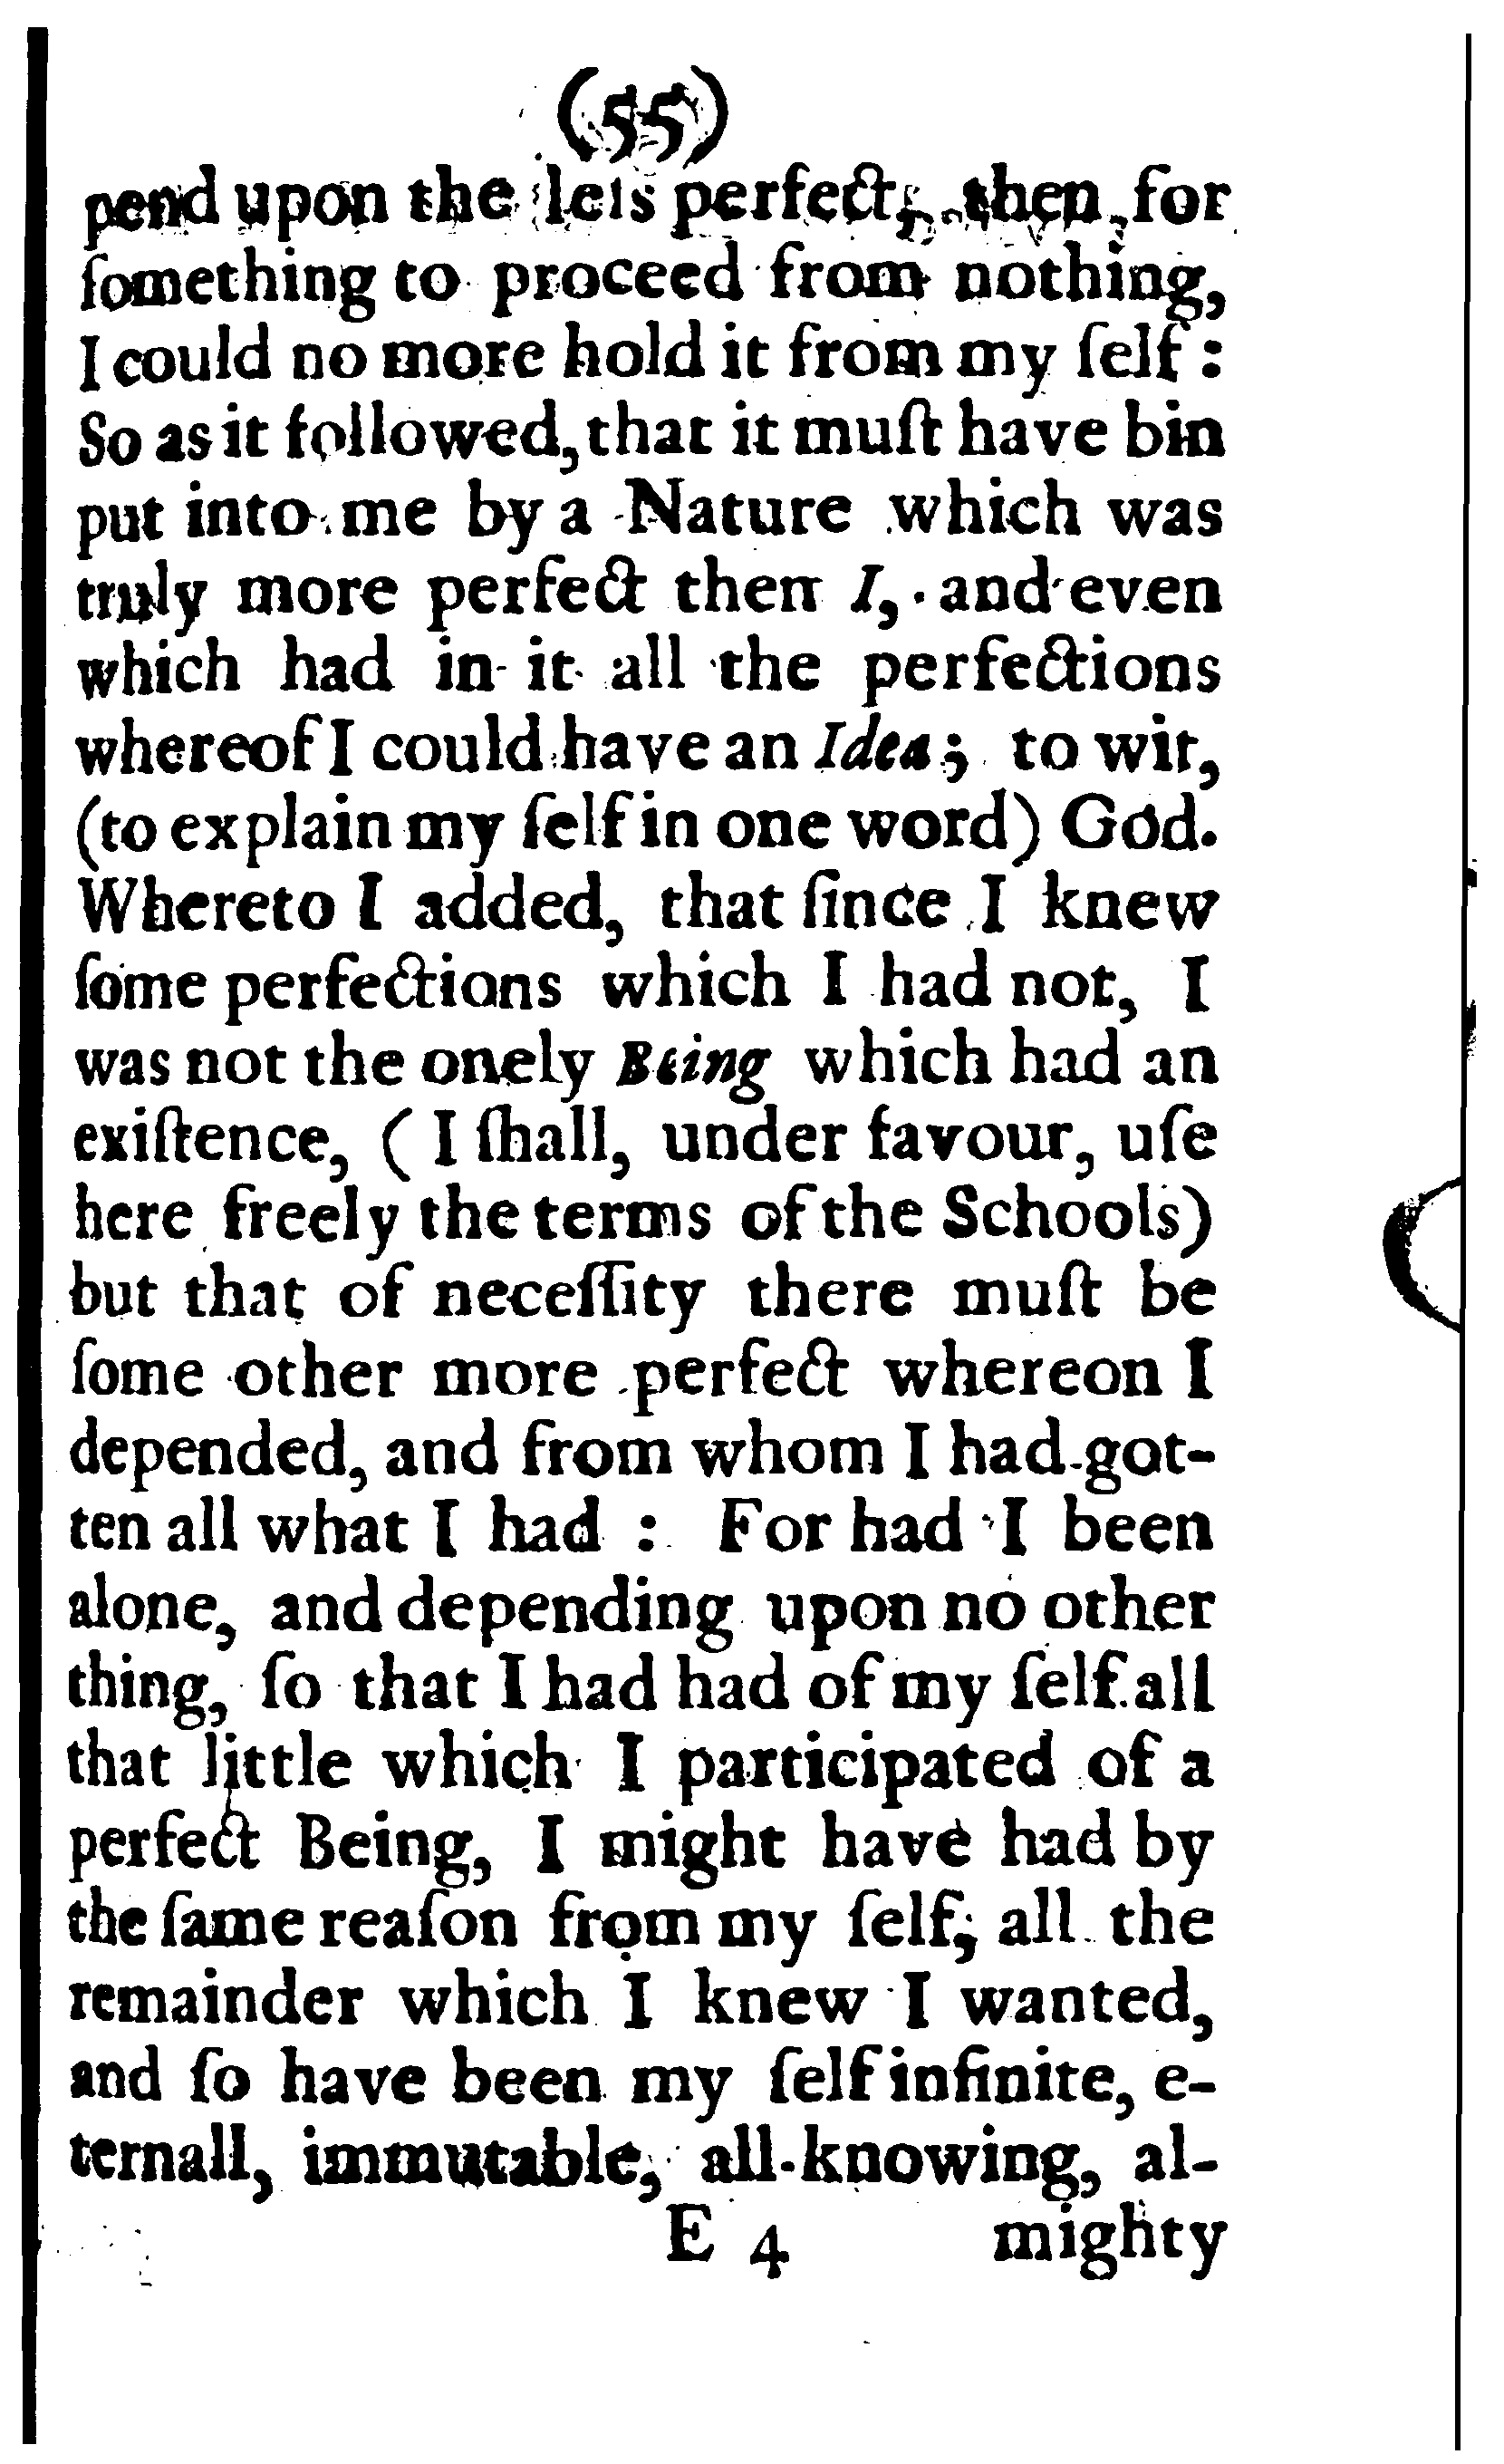 (55)
pend upon the leſs perfect, then for
ſomething to proceed from nothing,
I could no more hold it from my ſelf :
So as it followed, that it muſt have bin
put into me by a Nature which was
truly more perfect then I, and even
which had in it all the perfections
whereof I could have an Idea; to wit,
(to explain my ſelf in one word) God.
Whereto I added, that ſince I knew
ſome perfections which I had not, I
was not the onely Being which had an
exiſtence, ( I ſhall, under favour, uſe
here freely the terms of the Schools)
but that of neceſſity there muſt be
ſome other more perfect whereon I
depended, and from whom I had got-
ten all what I had : For had I been
alone, and depending upon no other
thing, ſo that I had had of my ſelf all
that little which I participated of a
perfect Being, I might have had by
the ſame reaſon from my ſelf, all the
remainder which I knew I wanted,
and ſo have been my ſelf infinite, e-
ternall, immutable, all-knowing, al-
E 4 mighty